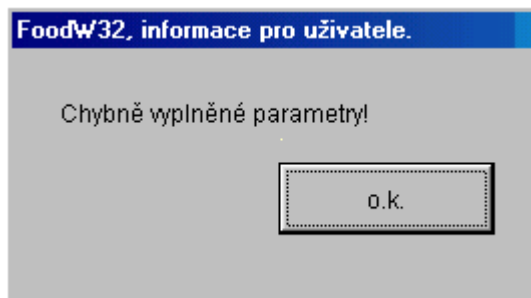 FoodW32, informace pro uživatele.
Chybně vyplněné parametry!
o.k.